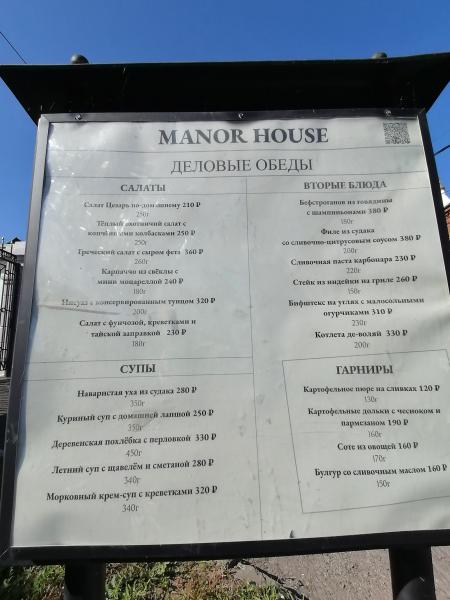 MANOR HOUSE
ДЕЛОВЫЕ ОБЕДЫ
САЛАТЫ
Салат Цезарь по-домашнему 210 ₽
250г
Тёплый охотничий салат с
копчёными колбасками 250 ₽
250г
Греческий салат с сыром фета 360 ₽
260г
Карпаччо из свёклы с
мини моцареллой 240 ₽
180г
Нисуаз с консервированным тунцом 320 ₽
200г
Салат с фунчозой, креветками и
тайской заправкой 230 ₽
180г
СУПЫ
Наваристая уха из судака 280 ₽
350г
Куриный суп с домашней лапшой 250 ₽
350г
Деревенская похлёбка с перловкой 330 ₽
450г
Летний суп с щавелём и сметаной 280 ₽
340г
Морковный крем-суп с креветками 320 ₽
340г
ВТОРЫЕ БЛЮДА
Бефстроганов из говядины
с шампиньонами 380 ₽
180г
Филе из судака
со сливочно-цитрусовым соусом 380 ₽
200г
Сливочная паста карбонара 230 ₽
220г
Стейк из индейки на гриле 260 ₽
150г
Бифштекс на углях с малосольными
огурчиками 310 ₽
230г
Котлета де-воляй 330 ₽
200г
ГАРНИРЫ
Картофельное пюре на сливках 120 ₽
130г
Картофельные дольки с чесноком и
пармезаном 190 ₽
160г
Соте из овощей 160 ₽
170г
Булгур со сливочным маслом 160 ₽
150г